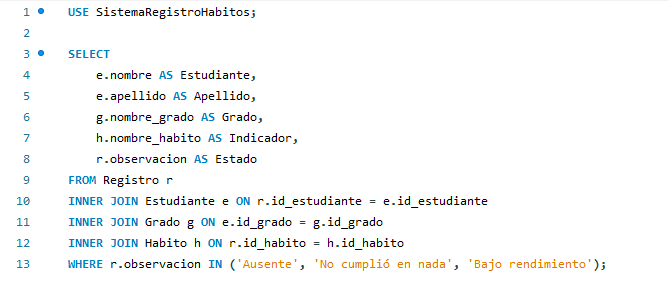 1 USE SistemaRegistroHabitos;
2
3 SELECT
4 e.nombre AS Estudiante,
5 e.apellido AS Apellido,
6 g.nombre_grado AS Grado,
7 h.nombre_habito AS Indicador,
8 r.observacion AS Estado
9 FROM Registro r
10 INNER JOIN Estudiante e ON r.id_estudiante = e.id_estudiante
11 INNER JOIN Grado g ON e.id_grado = g.id_grado
12 INNER JOIN Habito h ON r.id_habito = h.id_habito
13 WHERE r.observacion IN ('Ausente', 'No cumplió en nada', 'Bajo rendimiento');